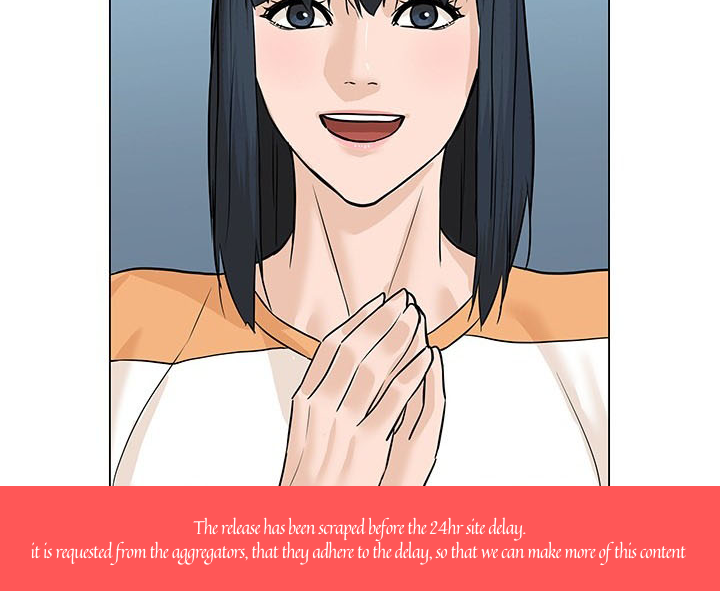 The release has been scraped before the 24hr site delay.
it is requested from the aggregators, that they adhere to the delay, so that we can make more of this content